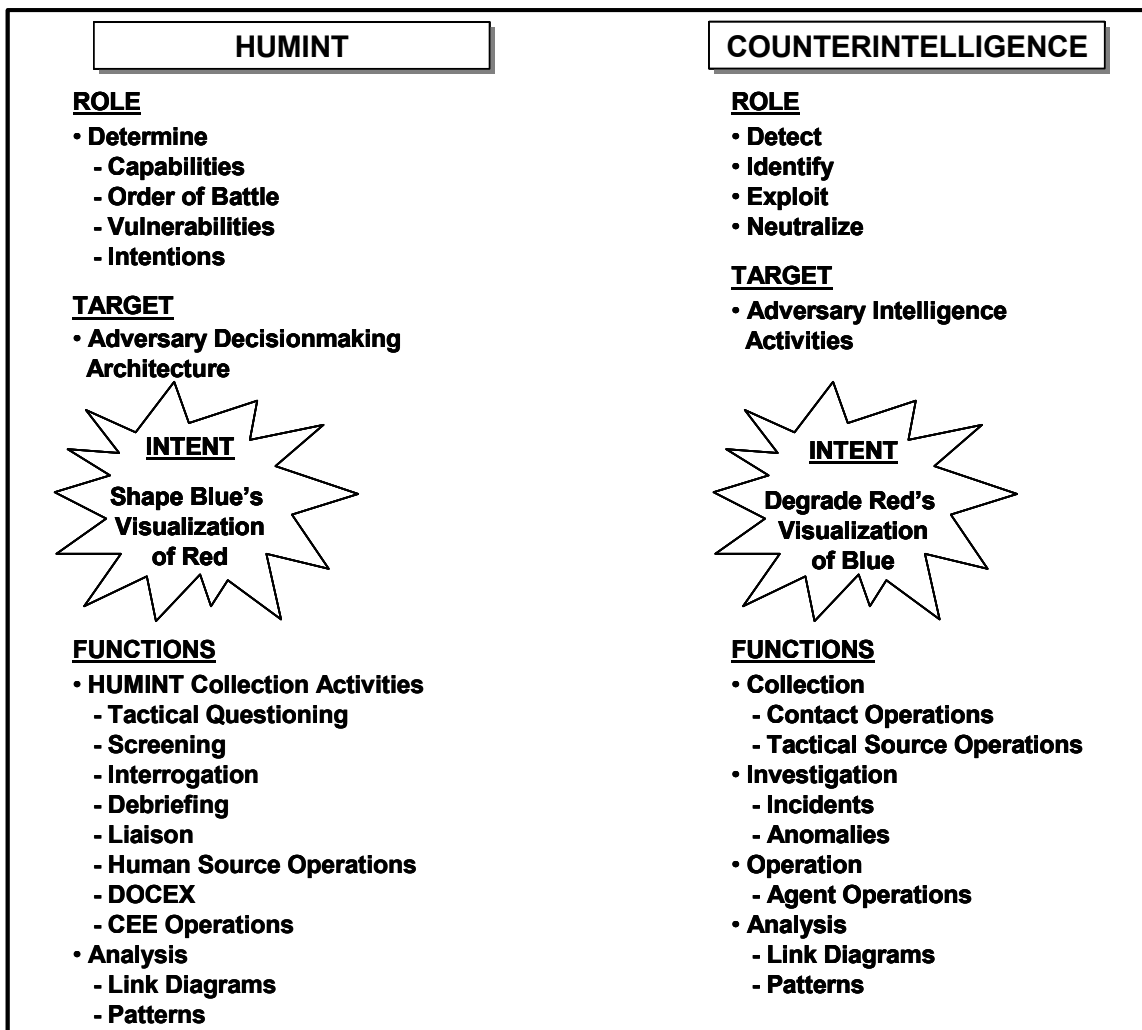 HUMINT
ROLE
• Determine
- Capabilities
- Order of Battle
- Vulnerabilities
- Intentions
TARGET
• Adversary Decisionmaking
Architecture
INTENT
Shape Blue's
Visualization
of Red
FUNCTIONS
• HUMINT Collection Activities
- Tactical Questioning
- Screening
- Interrogation
- Debriefing
- Liaison
- Human Source Operations
- DOCEX
- CEE Operations
• Analysis
- Link Diagrams
- Patterns
COUNTERINTELLIGENCE
ROLE
• Detect
• Identify
• Exploit
• Neutralize
TARGET
• Adversary Intelligence
Activities
INTENT
Degrade Red's
Visualization
of Blue
FUNCTIONS
• Collection
- Contact Operations
- Tactical Source Operations
• Investigation
- Incidents
- Anomalies
• Operation
- Agent Operations
• Analysis
- Link Diagrams
- Patterns